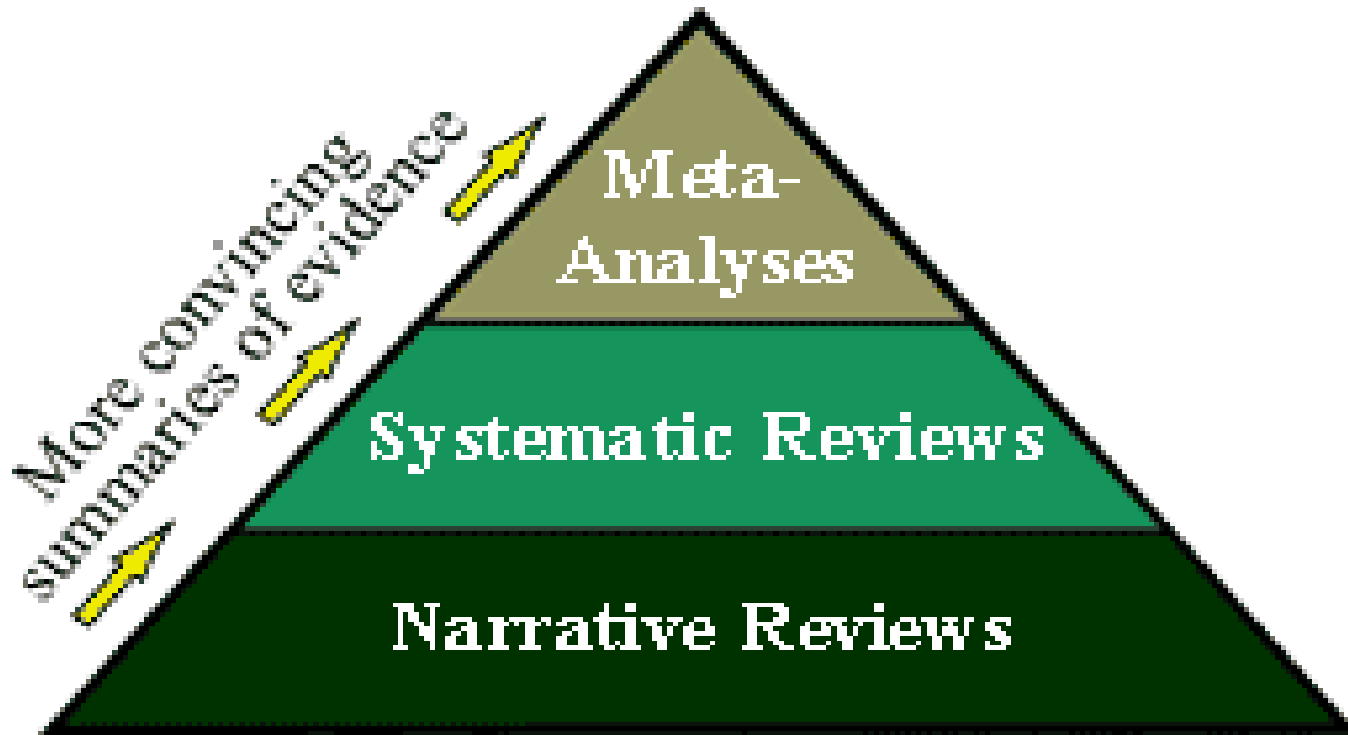 More convincing
summaries of evidence
Meta-
Analyses
Systematic Reviews
Narrative Reviews